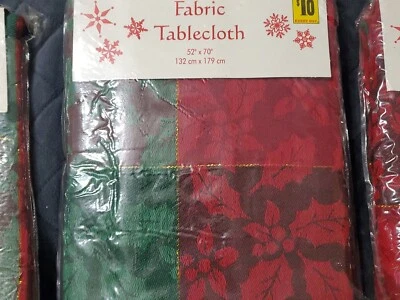 Fabric
$10
Tablecloth
52" x 70"
132 cm x 179 cm